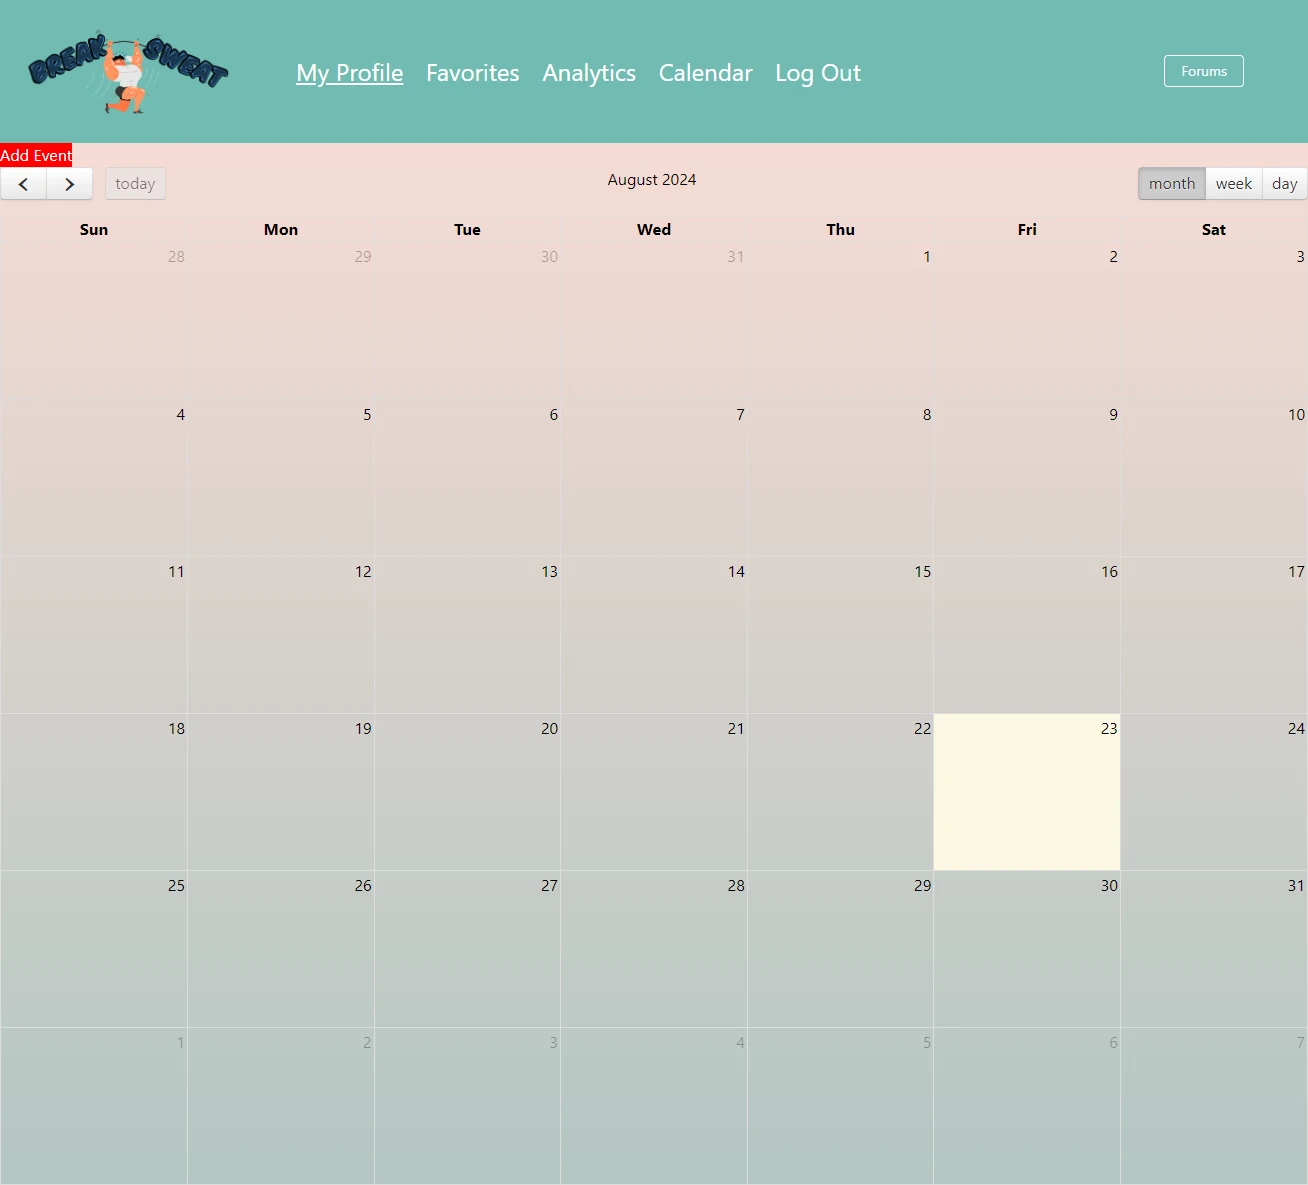 BREAK SWEAT
My Profile Favorites Analytics Calendar Log Out Forums
Add Event
today August 2024 month week day
Sun Mon Tue Wed Thu Fri Sat
28 29 30 31 1 2 3
4 5 6 7 8 9 10
11 12 13 14 15 16 17
18 19 20 21 22 23 24
25 26 27 28 29 30 31
1 2 3 4 5 6 7